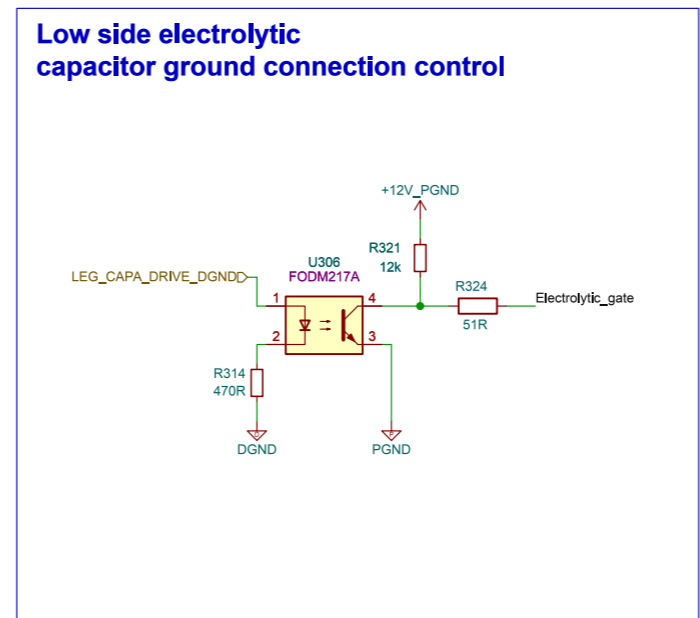 Low side electrolytic
capacitor ground connection control
+12V_PGND
R321
12k
U306
FODM217A
LEG_CAPA_DRIVE_DGND
R324
51R
Electrolytic_gate
1
4
2
3
R314
470R
DGND
PGND